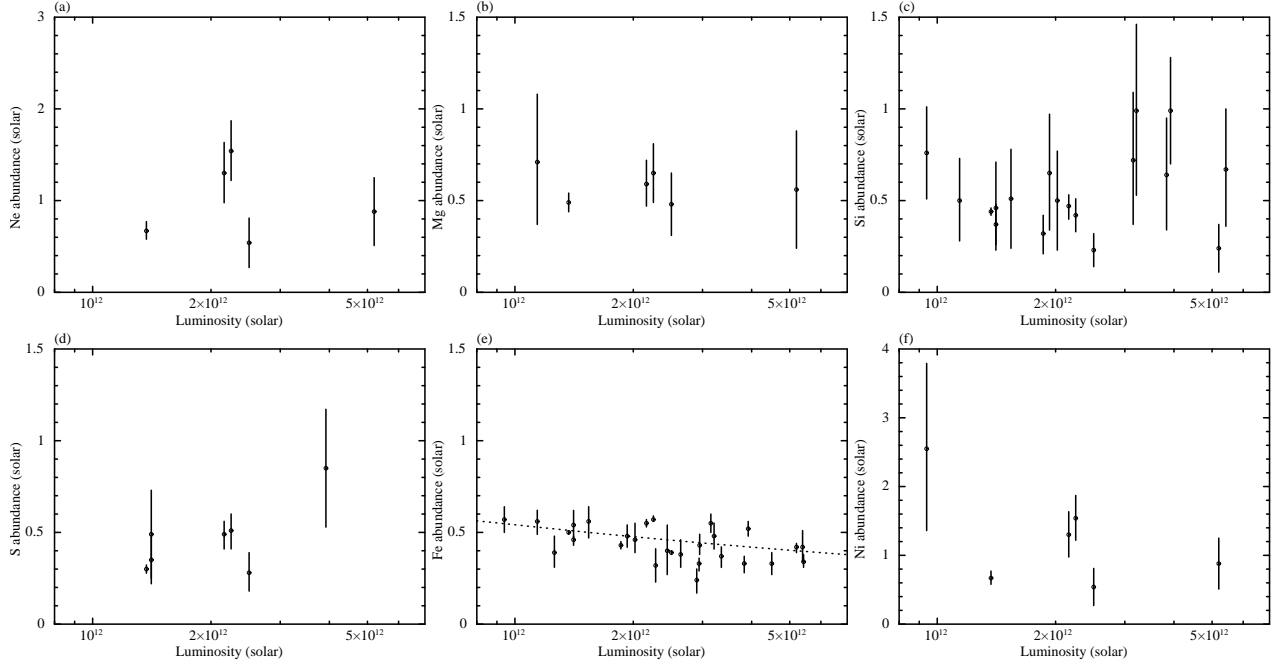 (a)
3
2
1
0
Ne abundance (solar)
10¹² 2×10¹² 5×10¹²
Luminosity (solar)
(b)
1.5
1
0.5
0
Mg abundance (solar)
10¹² 2×10¹² 5×10¹²
Luminosity (solar)
(c)
1.5
1
0.5
0
Si abundance (solar)
10¹² 2×10¹² 5×10¹²
Luminosity (solar)
(d)
1.5
1
0.5
0
S abundance (solar)
10¹² 2×10¹² 5×10¹²
Luminosity (solar)
(e)
1.5
1
0.5
0
Fe abundance (solar)
10¹² 2×10¹² 5×10¹²
Luminosity (solar)
(f)
4
3
2
1
0
Ni abundance (solar)
10¹² 2×10¹² 5×10¹²
Luminosity (solar)